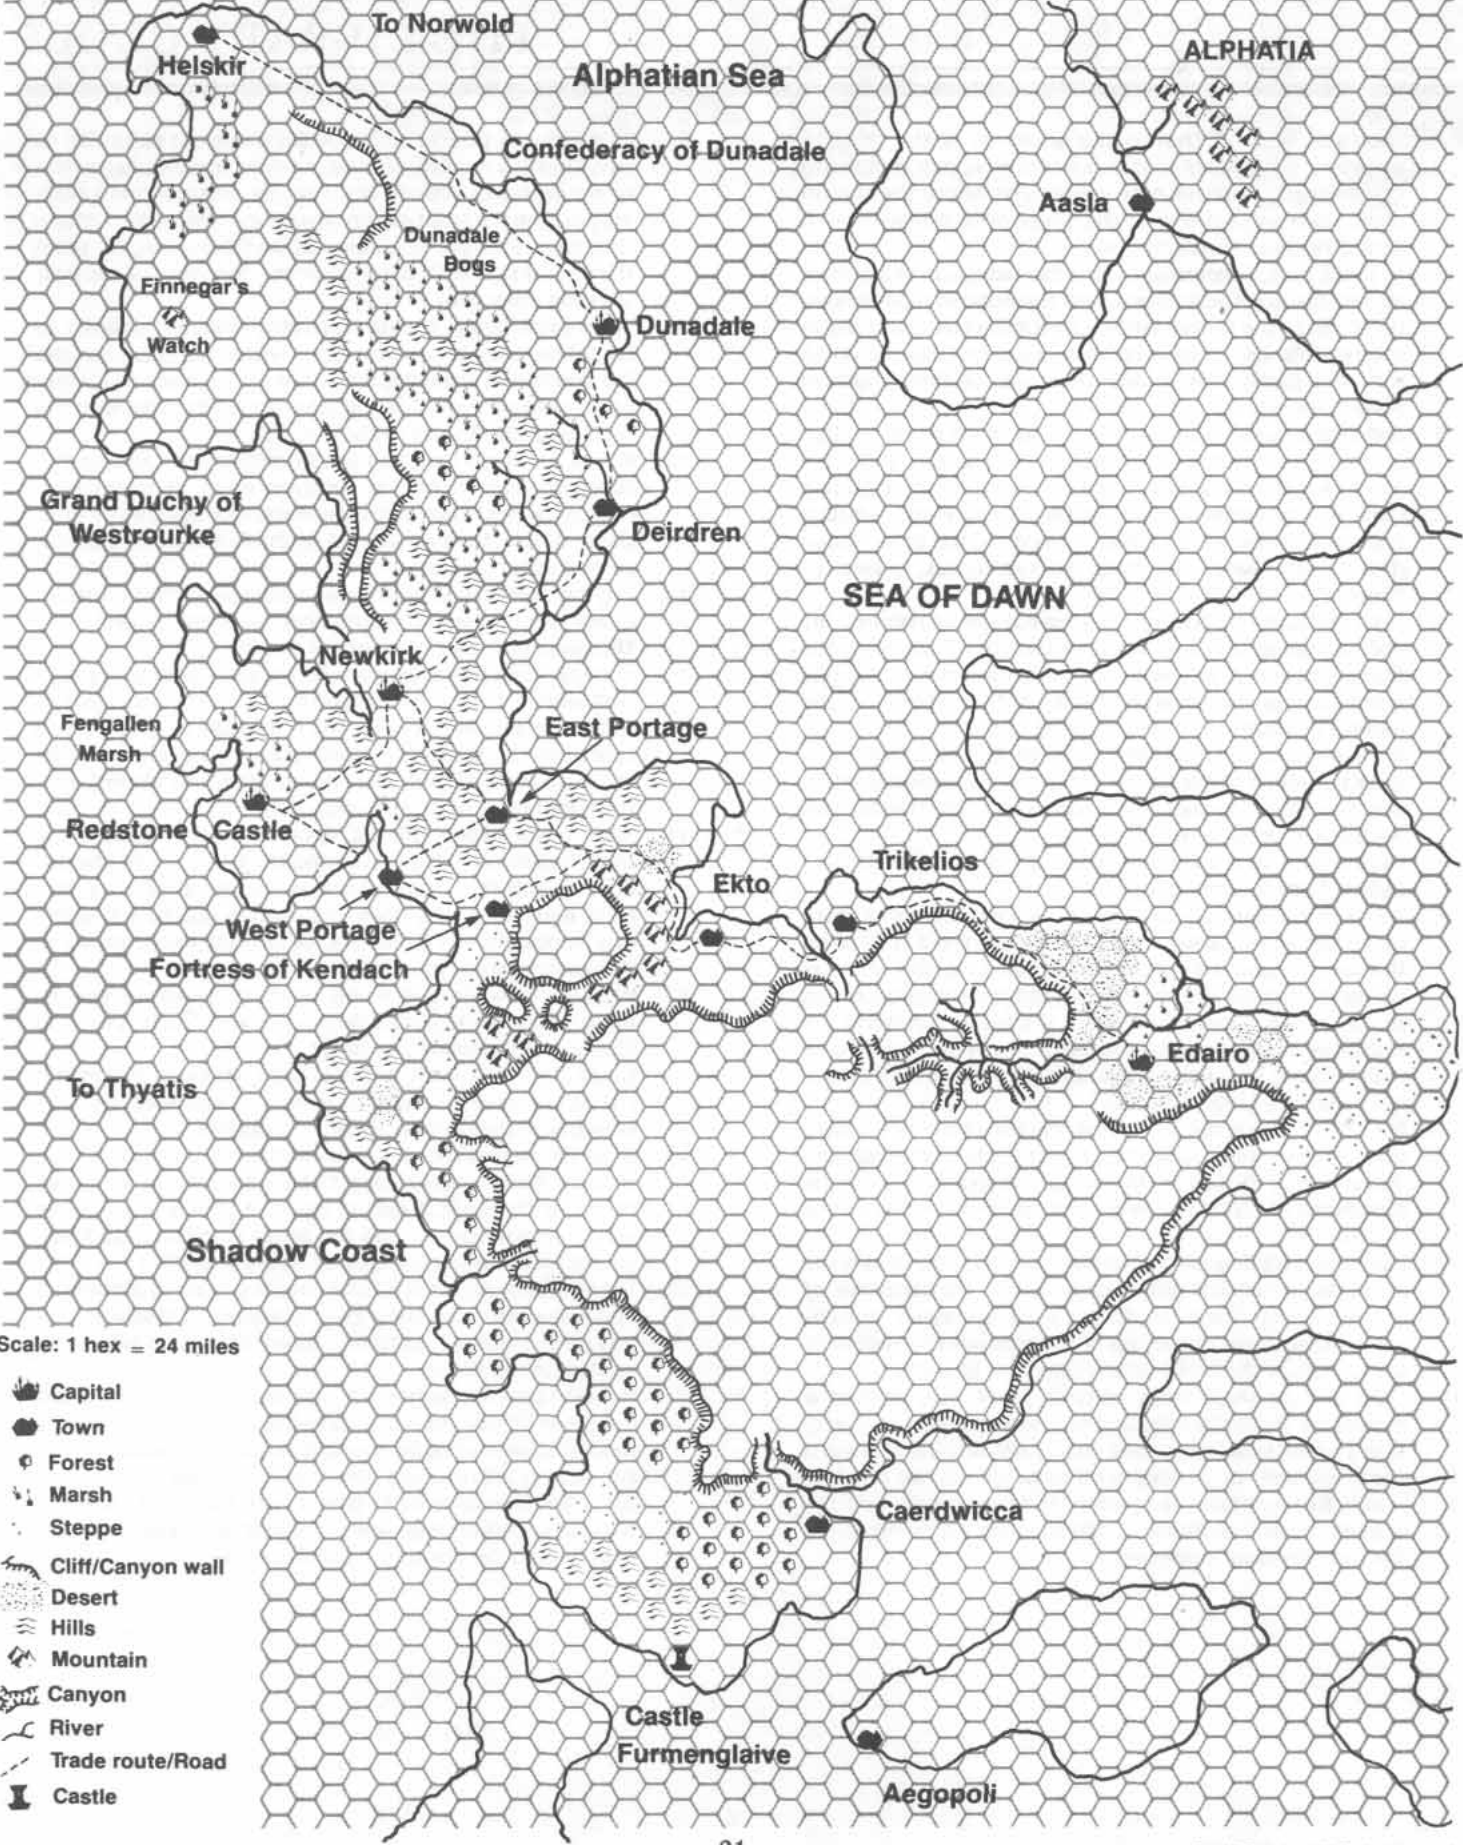 To Norwold
ALPHATIA
Helskir
Alphatian Sea
Confederacy of Dunadale
Aasla
Dunadale
Bogs
Finnegar's
Watch
Dunadale
Grand Duchy of
Westrourke
Deirdren
SEA OF DAWN
Newkirk
Fengallen
Marsh
East Portage
Redstone Castle
Trikelios
Ekto
West Portage
Fortress of Kendach
Edairo
To Thyatis
Shadow Coast
Scale: 1 hex = 24 miles
Capital
Town
Forest
Marsh
Steppe
Cliff/Canyon wall
Desert
Hills
Mountain
Canyon
River
Trade route/Road
Castle
Caerdwicca
Castle
Furmenglaive
Aegopoli